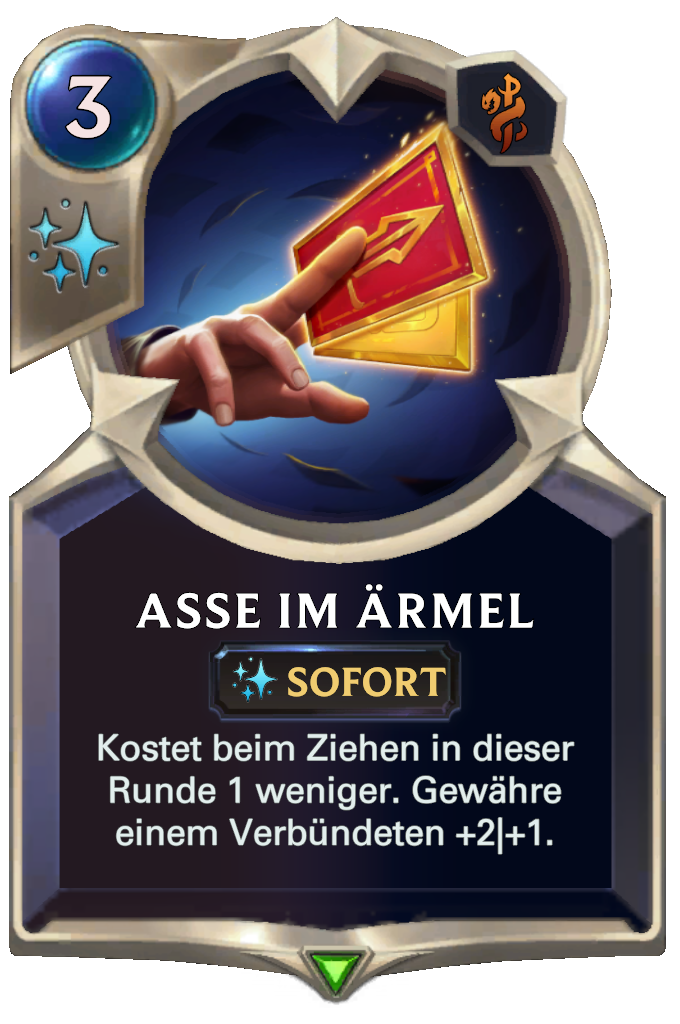 3
ASSE IM ÄRMEL
SOFORT
Kostet beim Ziehen in dieser
Runde 1 weniger. Gewähre
einem Verbündeten +2|+1.